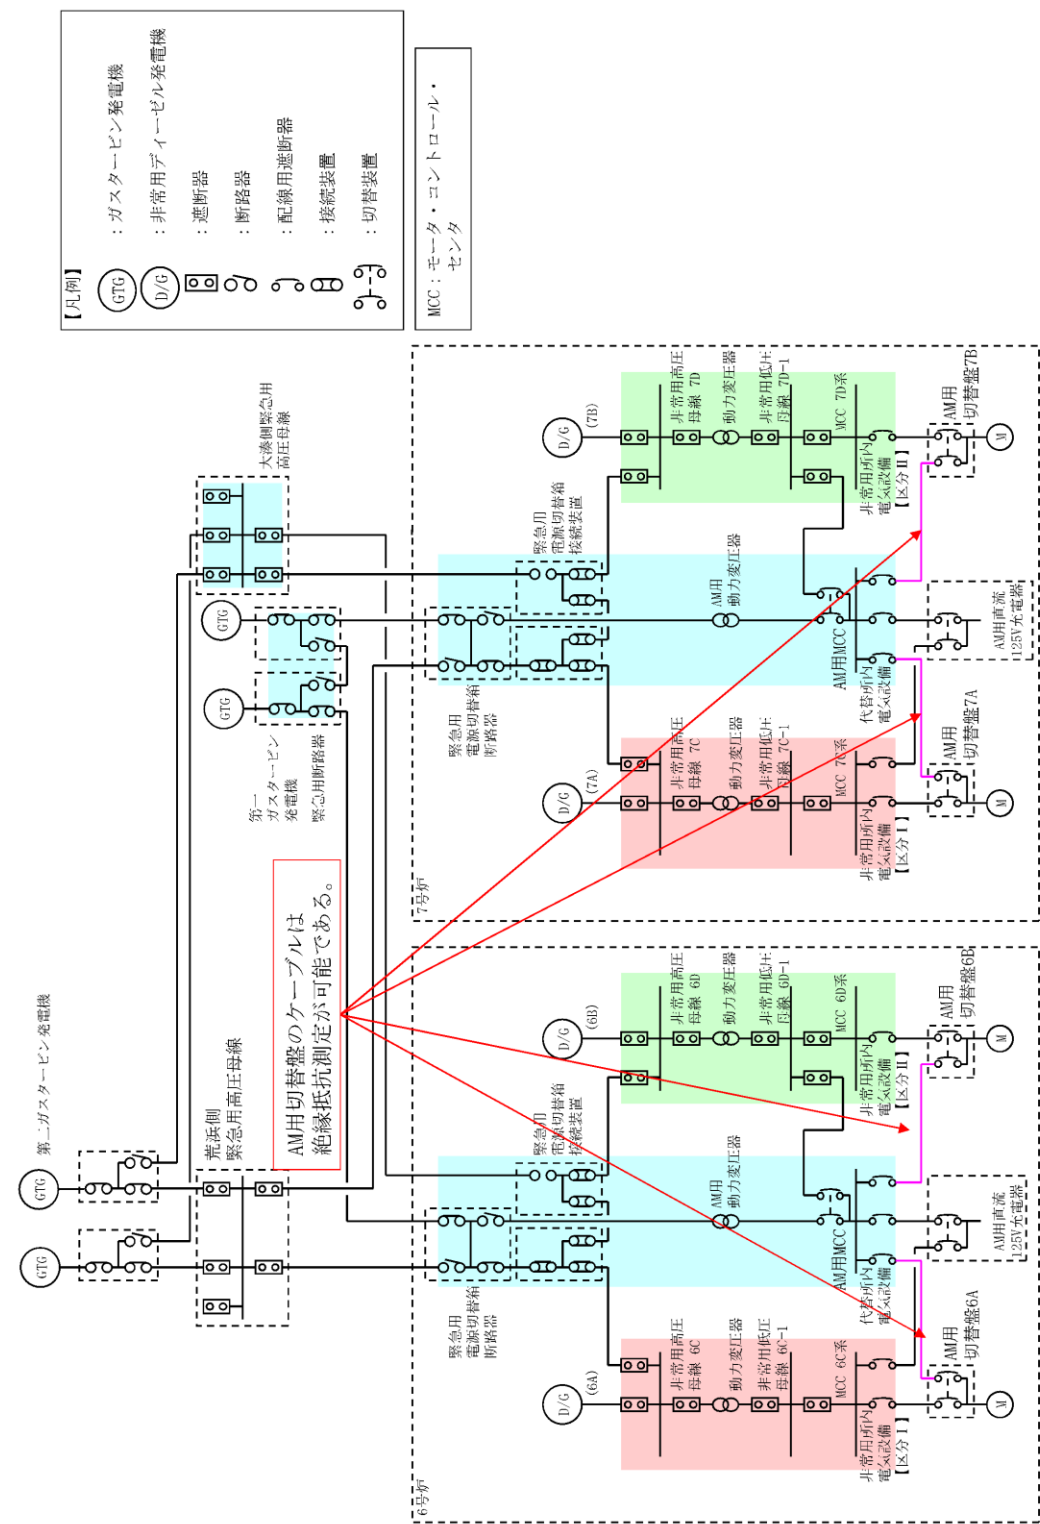 【凡例】
GTG
：ガスタービン発電機
D/G
：非常用ディーゼル発電機
：遮断器
：断路器
：配線用遮断器
：接続装置
：切替装置
MCC：モータ・コントロール・
センタ
第二ガスタービン発電機
GTG
GTG
荒浜側
緊急用高圧母線
大湊側緊急用
高圧母線
GTG
GTG
第一
ガスタービン
発電機
緊急用断路器
AM用切替盤のケーブルは
絶縁抵抗測定が可能である。
6号炉
緊急用
電源切替箱
断路器
緊急用
電源切替箱
接続装置
D/G
(6A)
非常用高圧
母線 6C
動力変圧器
非常用低圧
母線 6C-1
MCC 6C系
非常用所内
電気設備
【区分Ⅰ】
AM用
動力変圧器
AM用MCC
代替所内
電気設備
D/G
(6B)
非常用高圧
母線 6D
動力変圧器
非常用低圧
母線 6D-1
MCC 6D系
非常用所内
電気設備
【区分Ⅱ】
AM用
切替盤6A
M
AM用直流
125V充電器
AM用
切替盤6B
M
7号炉
緊急用
電源切替箱
断路器
緊急用
電源切替箱
接続装置
D/G
(7A)
非常用高圧
母線 7C
動力変圧器
非常用低圧
母線 7C-1
MCC 7C系
非常用所内
電気設備
【区分Ⅰ】
AM用
動力変圧器
AM用MCC
代替所内
電気設備
D/G
(7B)
非常用高圧
母線 7D
動力変圧器
非常用低圧
母線 7D-1
MCC 7D系
非常用所内
電気設備
【区分Ⅱ】
AM用
切替盤7A
M
AM用直流
125V充電器
AM用
切替盤7B
M